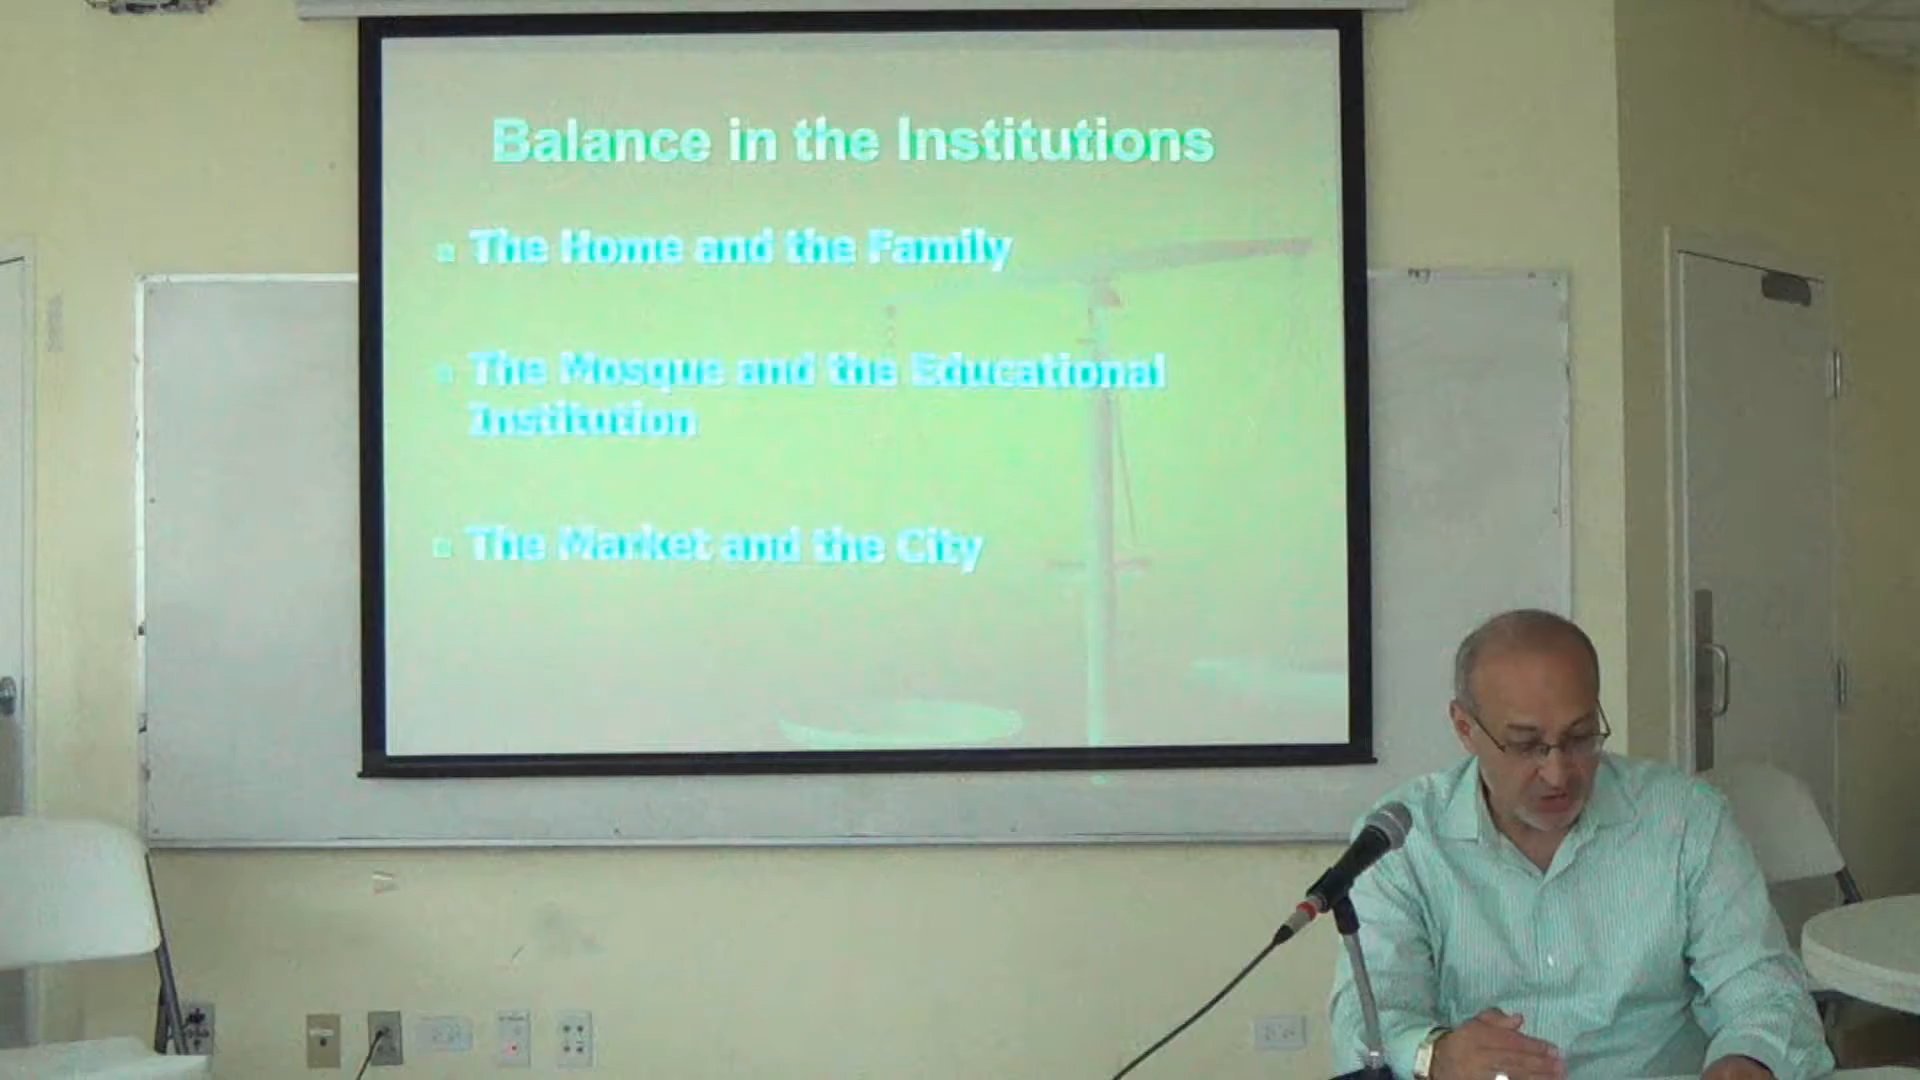 Balance in the Institutions
The Home and the Family
The Mosque and the Educational
Institution
The Market and the City